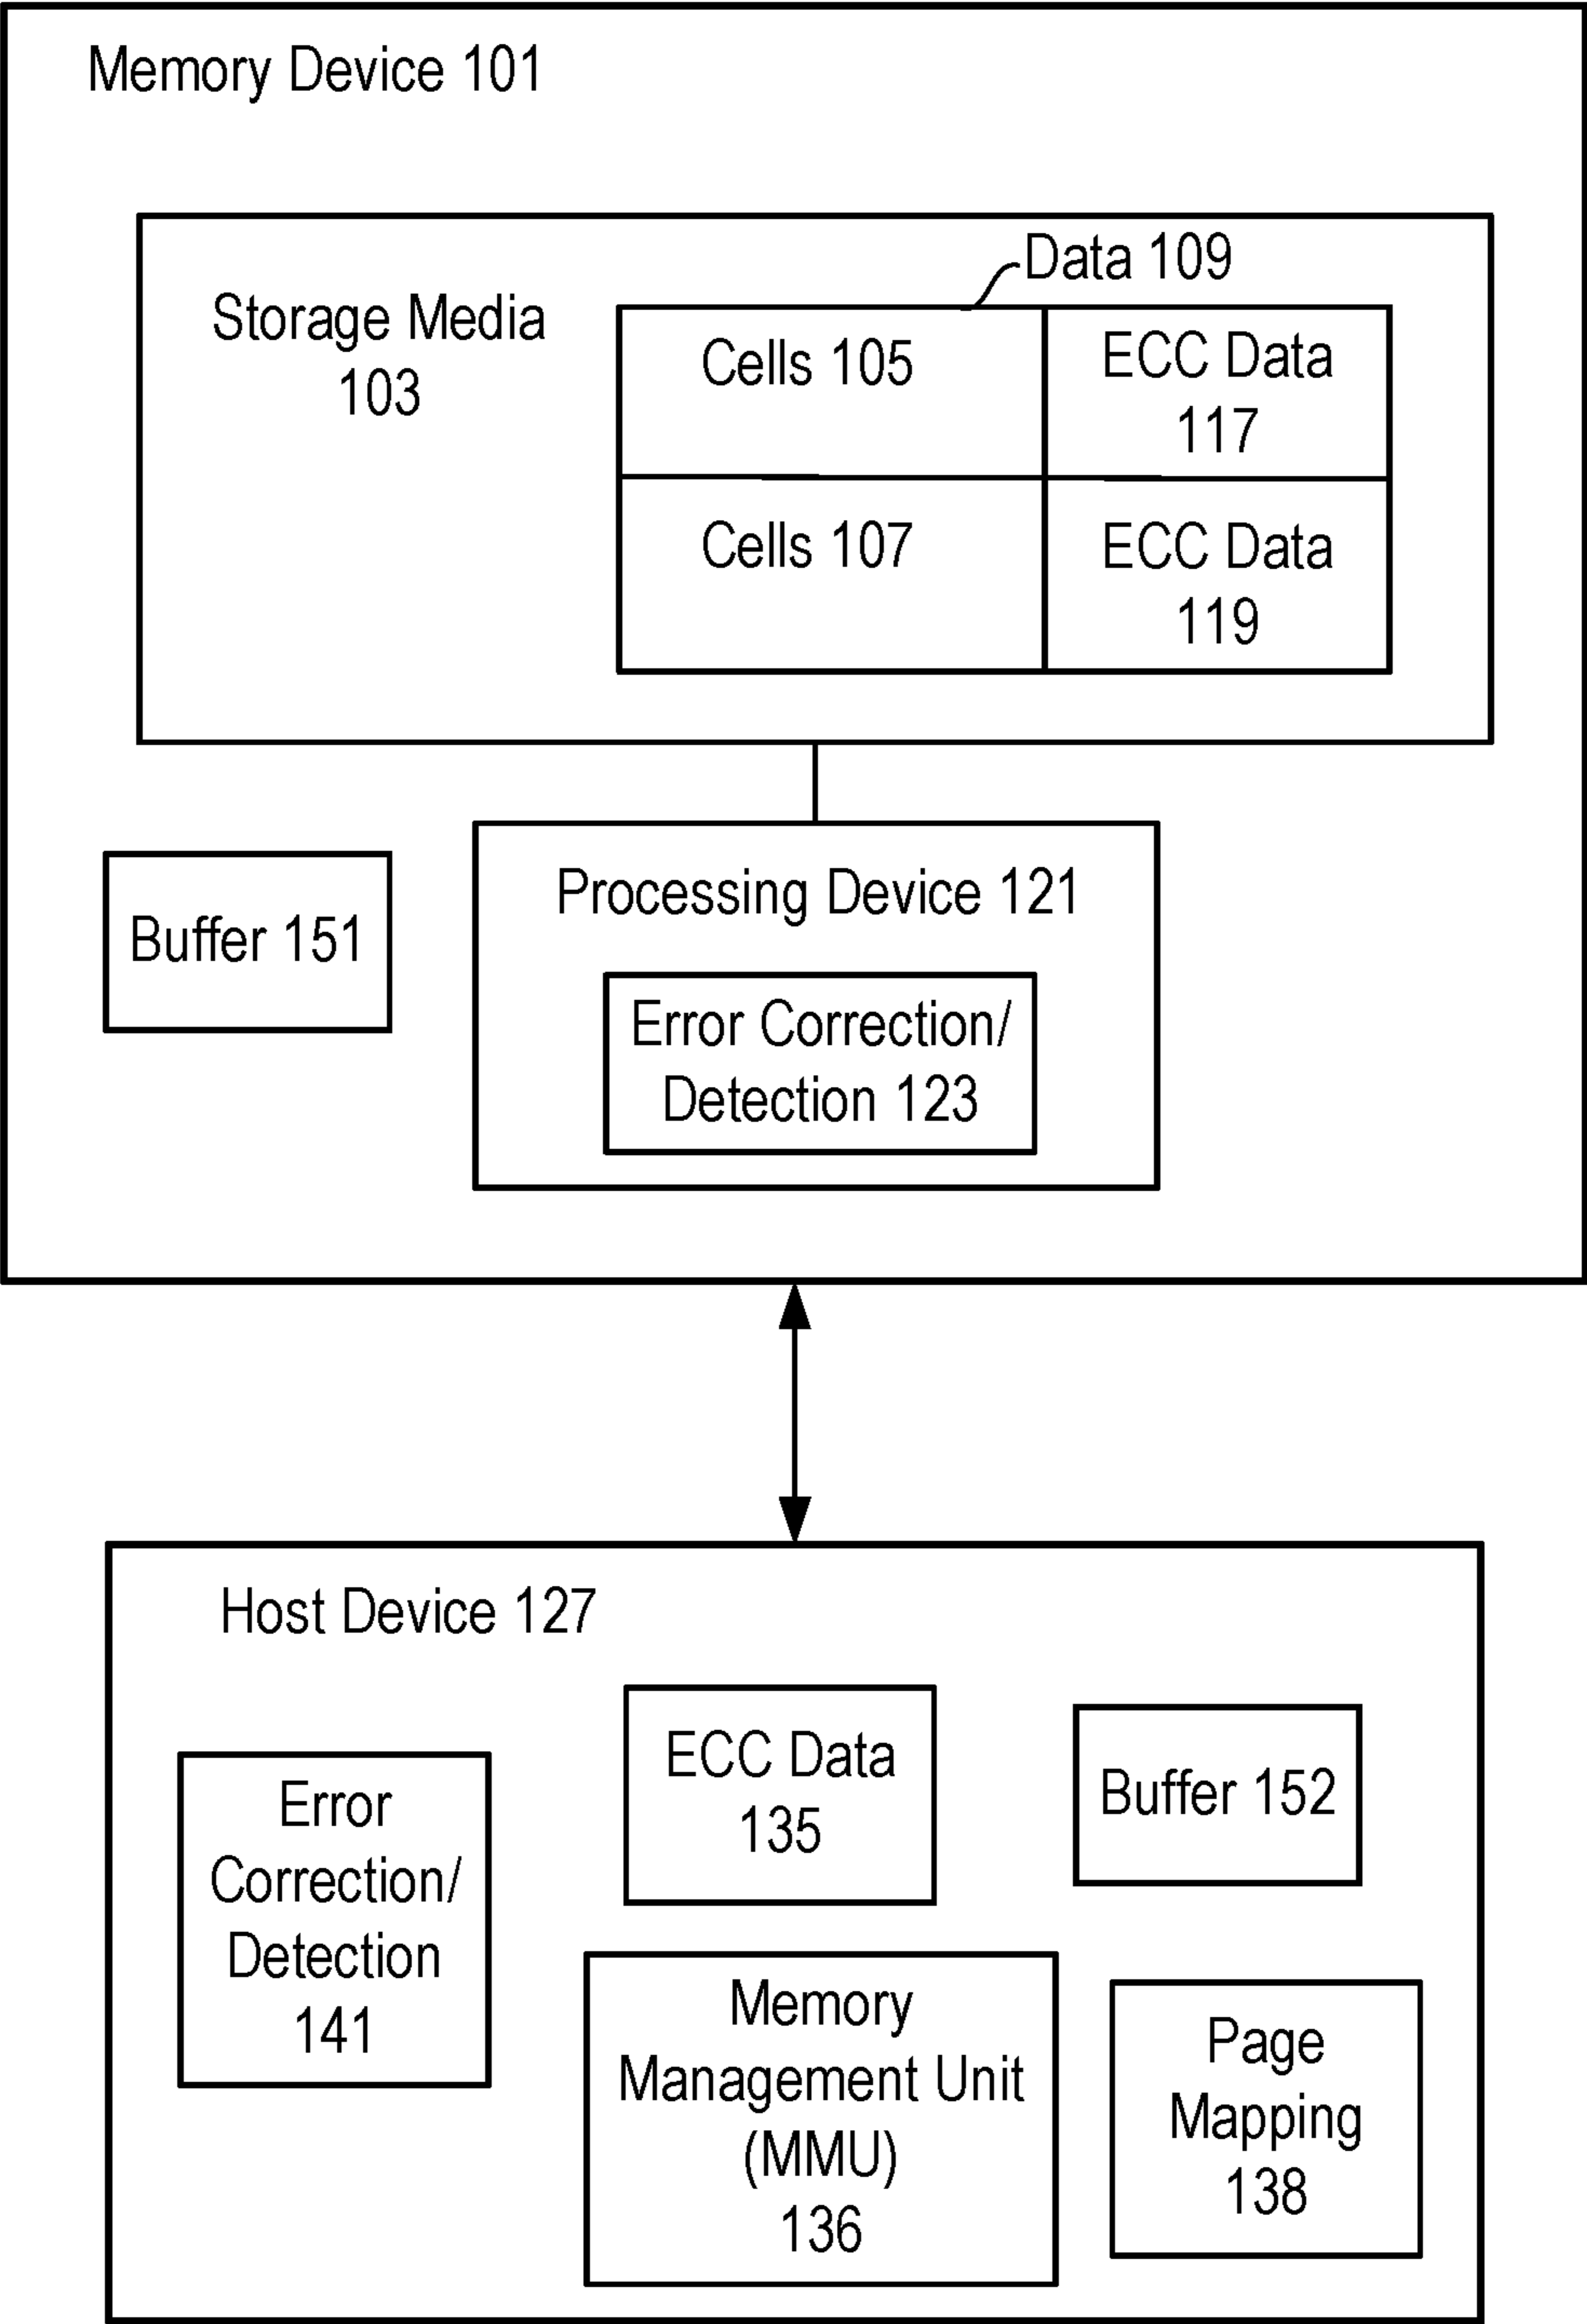 Memory Device 101
Data 109
Storage Media
103
Cells 105
ECC Data
117
Cells 107
ECC Data
119
Buffer 151
Processing Device 121
Error Correction/
Detection 123
Host Device 127
Error
Correction/
Detection
141
ECC Data
135
Buffer 152
Memory
Management Unit
(MMU)
136
Page
Mapping
138